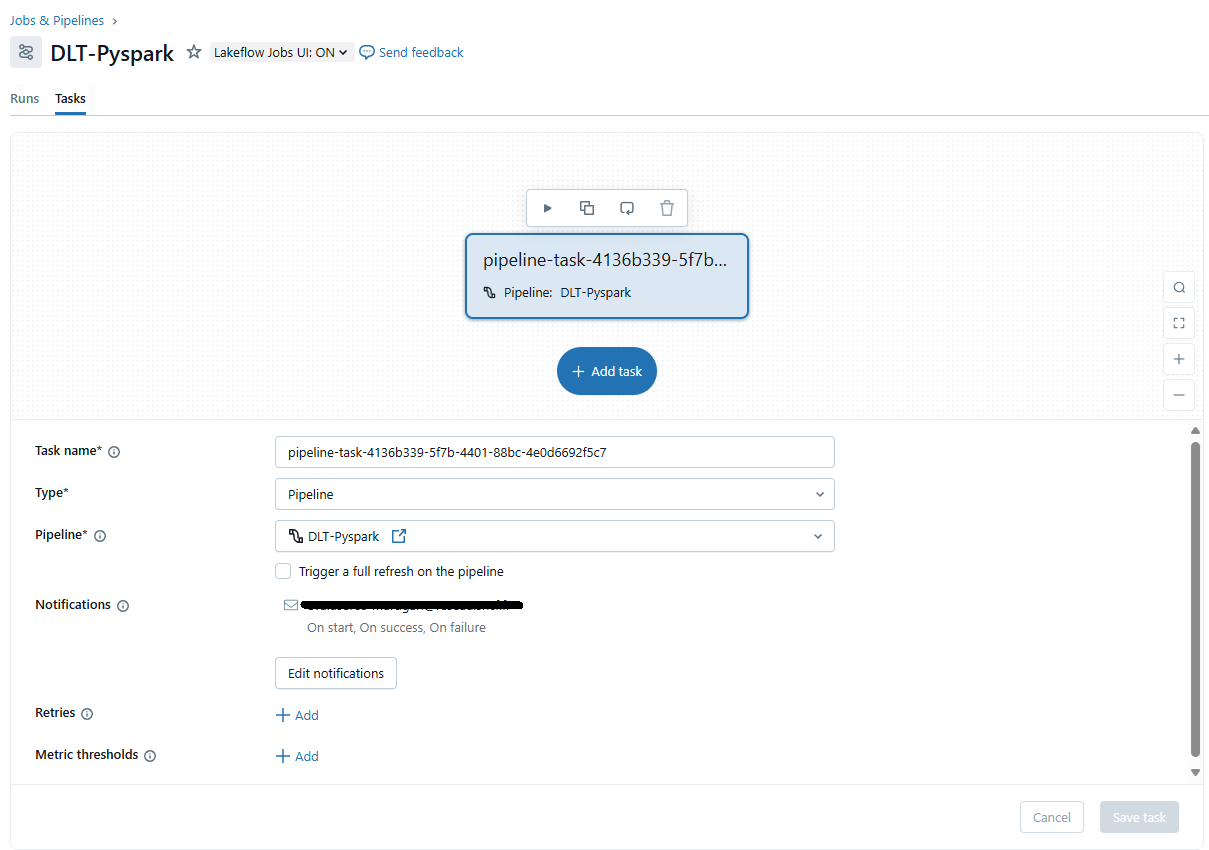 Jobs & Pipelines ›
DLT-Pyspark Lakeflow Jobs UI: ON Send feedback
Runs Tasks
pipeline-task-4136b339-5f7b...
Pipeline: DLT-Pyspark
+ Add task
Task name* pipeline-task-4136b339-5f7b-4401-88bc-4e0d6692f5c7
Type* Pipeline
Pipeline* DLT-Pyspark
Trigger a full refresh on the pipeline
Notifications
On start, On success, On failure
Edit notifications
Retries + Add
Metric thresholds + Add
Cancel Save task